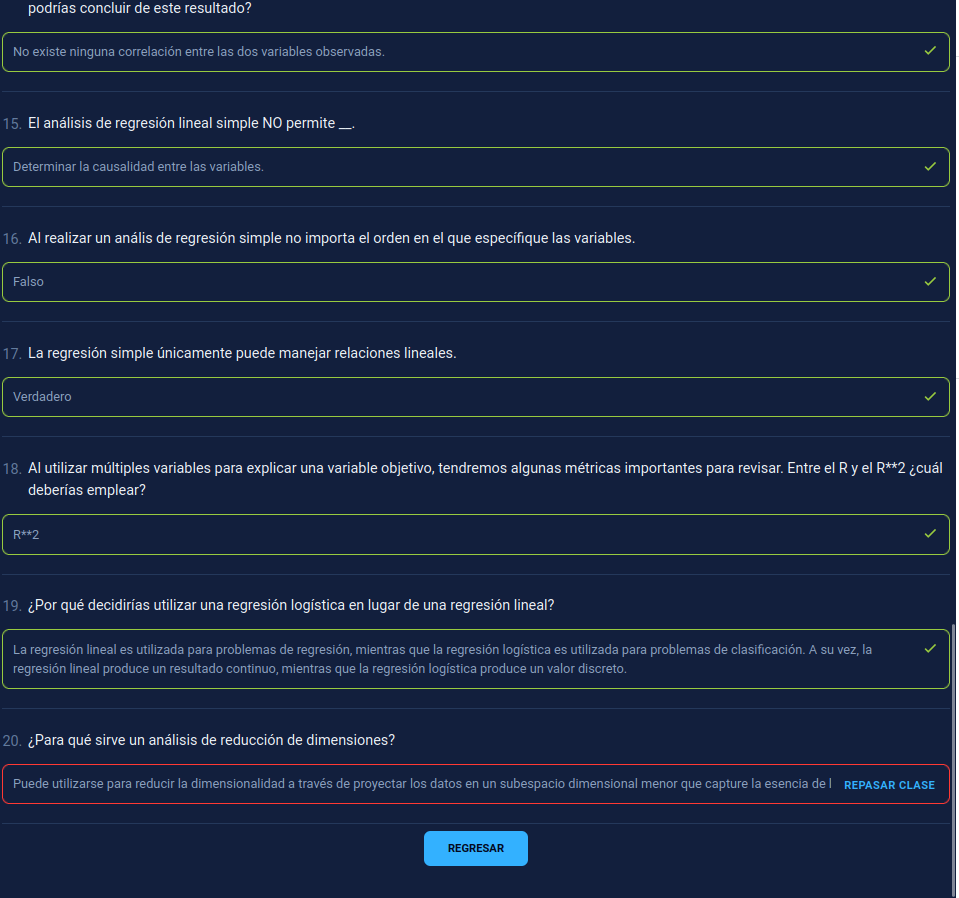 podrías concluir de este resultado?
No existe ninguna correlación entre las dos variables observadas.
15. El análisis de regresión lineal simple NO permite __.
Determinar la causalidad entre las variables.
16. Al realizar un anális de regresión simple no importa el orden en el que específique las variables.
Falso
17. La regresión simple únicamente puede manejar relaciones lineales.
Verdadero
18. Al utilizar múltiples variables para explicar una variable objetivo, tendremos algunas métricas importantes para revisar. Entre el R y el R**2 ¿cuál
deberías emplear?
R**2
19. ¿Por qué decidirías utilizar una regresión logística en lugar de una regresión lineal?
La regresión lineal es utilizada para problemas de regresión, mientras que la regresión logística es utilizada para problemas de clasificación. A su vez, la
regresión lineal produce un resultado continuo, mientras que la regresión logística produce un valor discreto.
20. ¿Para qué sirve un análisis de reducción de dimensiones?
Puede utilizarse para reducir la dimensionalidad a través de proyectar los datos en un subespacio dimensional menor que capture la esencia de REPASAR CLASE
REGRESAR